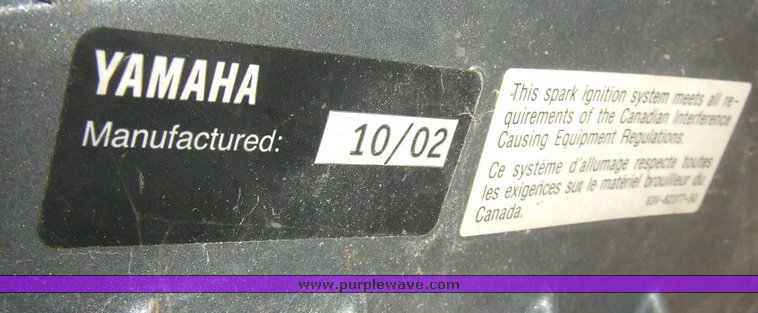 YAMAHA
Manufactured: 10/02
This spark ignition system meets all re-
quirements of the Canadian Interference
Causing Equipment Regulations.
Ce système d'allumage respecte toutes
les exigences sur le matériel brouilleur du
Canada.
www.purplewave.com